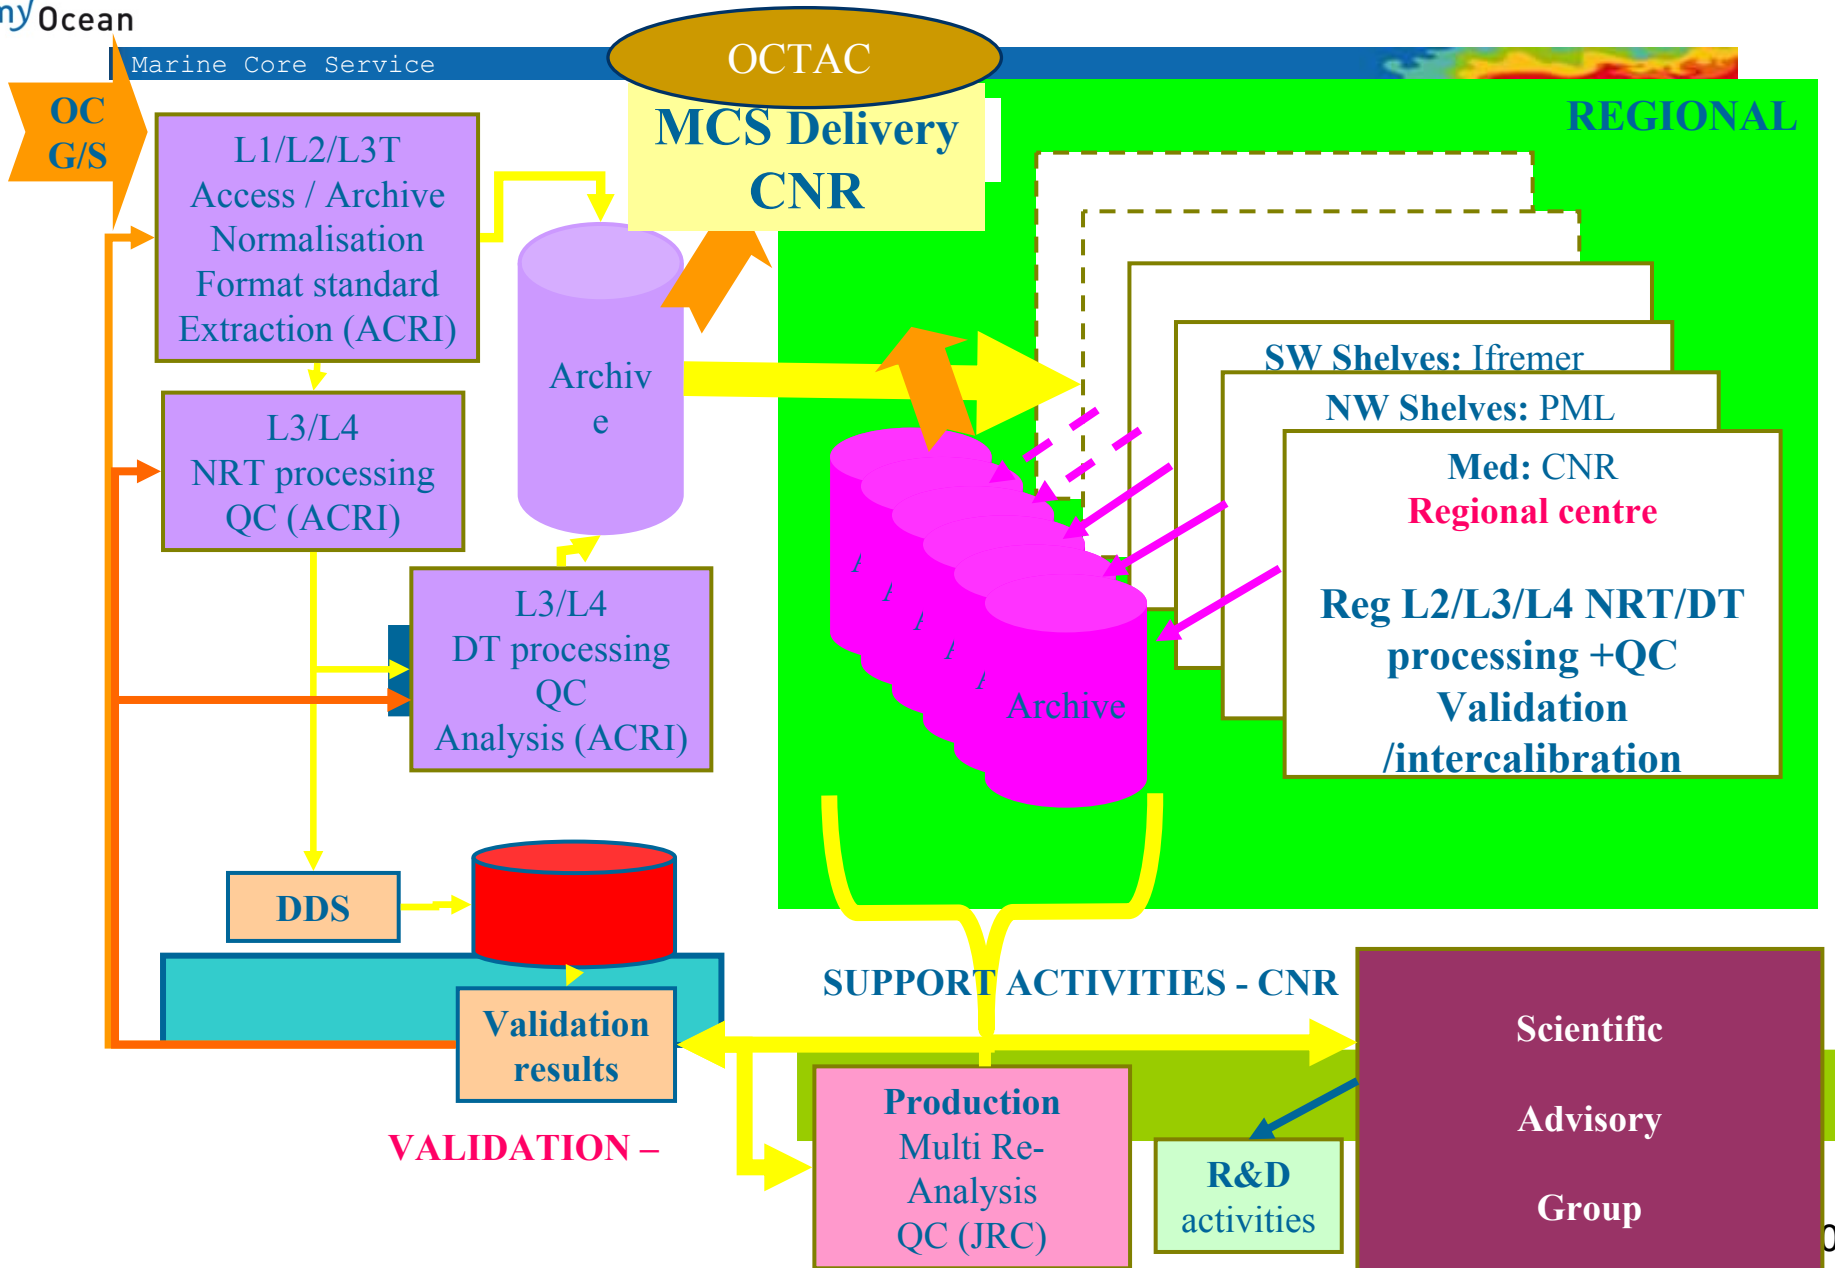 my Ocean
Marine Core Service
OCTAC
OC
G/S
L1/L2/L3T
Access / Archive
Normalisation
Format standard
Extraction (ACRI)
MCS Delivery
CNR
REGIONAL
Archiv
e
L3/L4
NRT processing
QC (ACRI)
L3/L4
DT processing
QC
Analysis (ACRI)
SW Shelves: Ifremer
NW Shelves: PML
Med: CNR
Regional centre
Reg L2/L3/L4 NRT/DT
processing +QC
Validation
/intercalibration
Archive
DDS
Validation
results
VALIDATION –
SUPPORT ACTIVITIES - CNR
Production
Multi Re-
Analysis
QC (JRC)
R&D
activities
Scientific
Advisory
Group